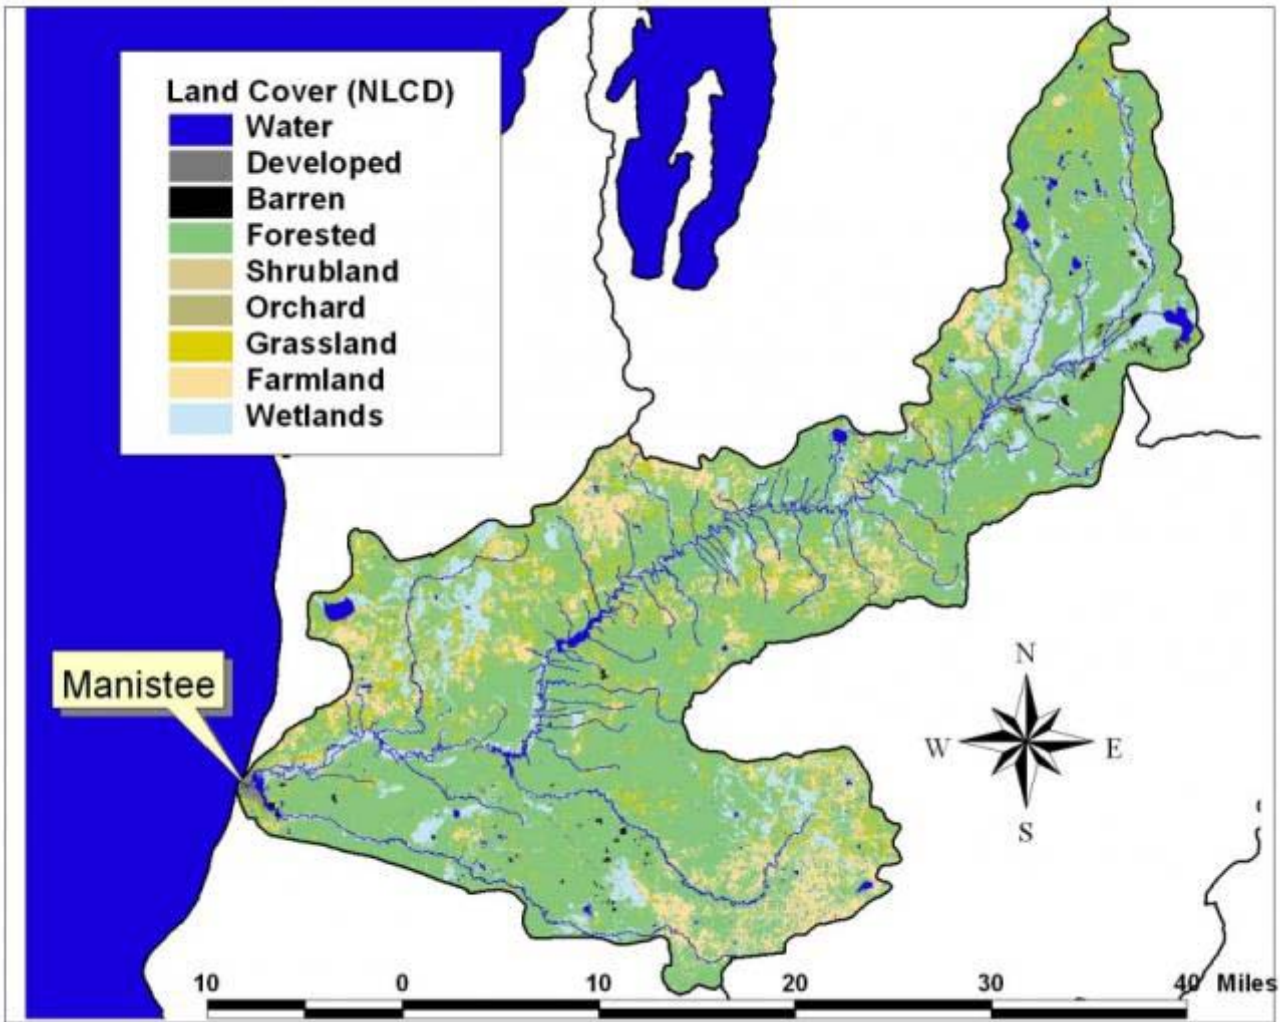 Land Cover (NLCD)
Water
Developed
Barren
Forested
Shrubland
Orchard
Grassland
Farmland
Wetlands
Manistee
N
W E
S
10 0 10 20 30 40 Miles